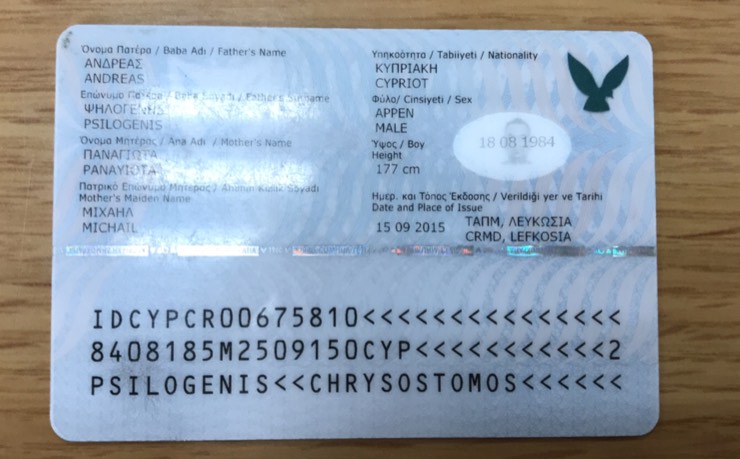 Όνομα Πατέρα / Baba Adı / Father's Name
ΑΝΔΡΕΑΣ
ANDREAS
Επώνυμο Πατέρα / Baba Soyadı / Father's Surname
ΨΗΛΟΓΕΝΗΣ
PSILOGENIS
Όνομα Μητέρας / Ana Adı / Mother's Name
ΠΑΝΑΓΙΩΤΑ
PANAYIOTA
Πατρικό Επώνυμο Μητέρας / Soyadı
Mother's Maiden Name
ΜΙΧΑΗΛ
MICHAIL
Υπηκοότητα / Tabiiyeti / Nationality
ΚΥΠΡΙΑΚΗ
CYPRIOT
Φύλο/ Cinsiyeti / Sex
ΑΡΡΕΝ
MALE
Ύψος / Boy
Height
177 cm
18 08 1984
Ημερ. και Τόπος Έκδοσης / Verildiği yer ve Tarihi
Date and Place of Issue
15 09 2015 ΤΑΠΜ, ΛΕΥΚΩΣΙΑ
CRMD, LEFKOSIA
IDCYPCR00675810<<<<<<<<<<<<<<<
8408185M2509150CYP<<<<<<<<<<<2
PSILOGENIS<<CHRYSOSTOMOS<<<<<<